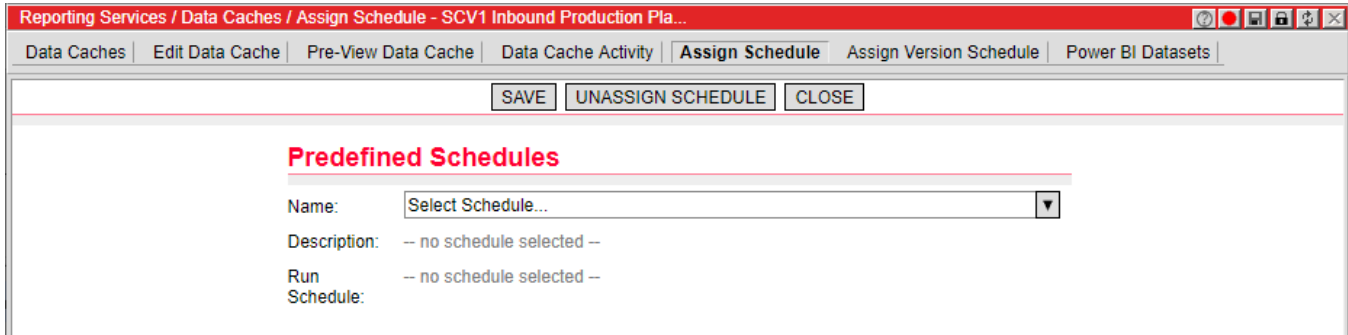 Reporting Services / Data Caches / Assign Schedule - SCV1 Inbound Production Pla...
Data Caches | Edit Data Cache | Pre-View Data Cache | Data Cache Activity | Assign Schedule Assign Version Schedule | Power BI Datasets |
SAVE UNASSIGN SCHEDULE CLOSE
Predefined Schedules
Name: Select Schedule...
Description: -- no schedule selected --
Run -- no schedule selected --
Schedule: